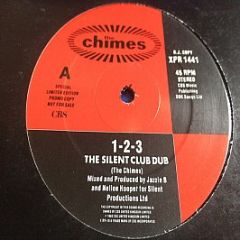 the
chimes
A
SPECIAL
LIMITED EDITION
PROMO COPY
NOT FOR SALE
CBS
D.J. COPY
XPR 1441
45 RPM
STEREO
CBS Music
Publishing
1-2-3
THE SILENT CLUB DUB
(The Chimes)
Mixed and Produced by Jazzie B
and Nellee Hooper for Silent
Productions Ltd